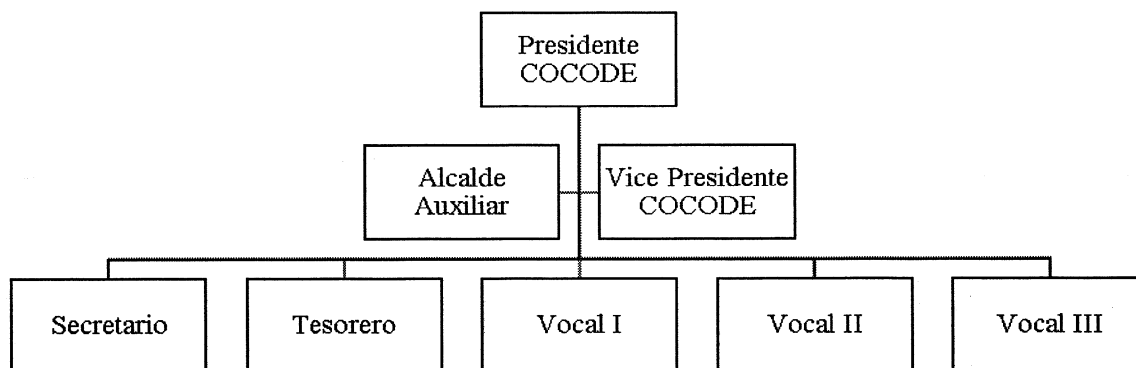 Presidente
COCODE
Alcalde
Auxiliar
Vice Presidente
COCODE
Secretario
Tesorero
Vocal I
Vocal II
Vocal III